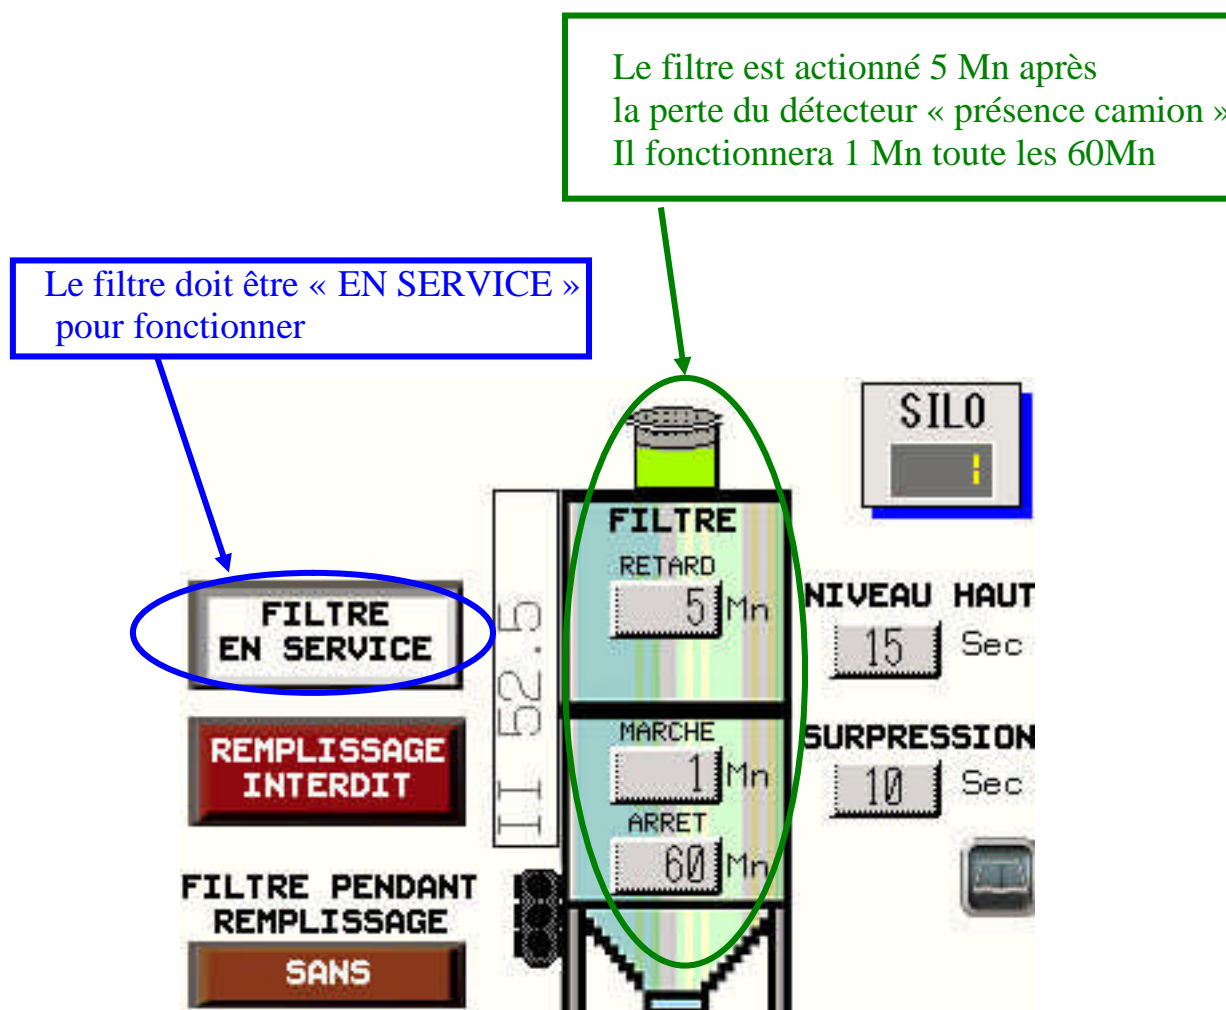 Le filtre est actionné 5 Mn après
la perte du détecteur « présence camion »
Il fonctionnera 1 Mn toute les 60Mn
Le filtre doit être « EN SERVICE »
pour fonctionner
SILO
1
FILTRE
RETARD
5 Mn
FILTRE
EN SERVICE
II 52.5
NIVEAU HAUT
15 Sec
REMPLISSAGE
INTERDIT
MARCHE
1 Mn
SURPRESSION
10 Sec
ARRET
60 Mn
FILTRE PENDANT
REMPLISSAGE
SANS